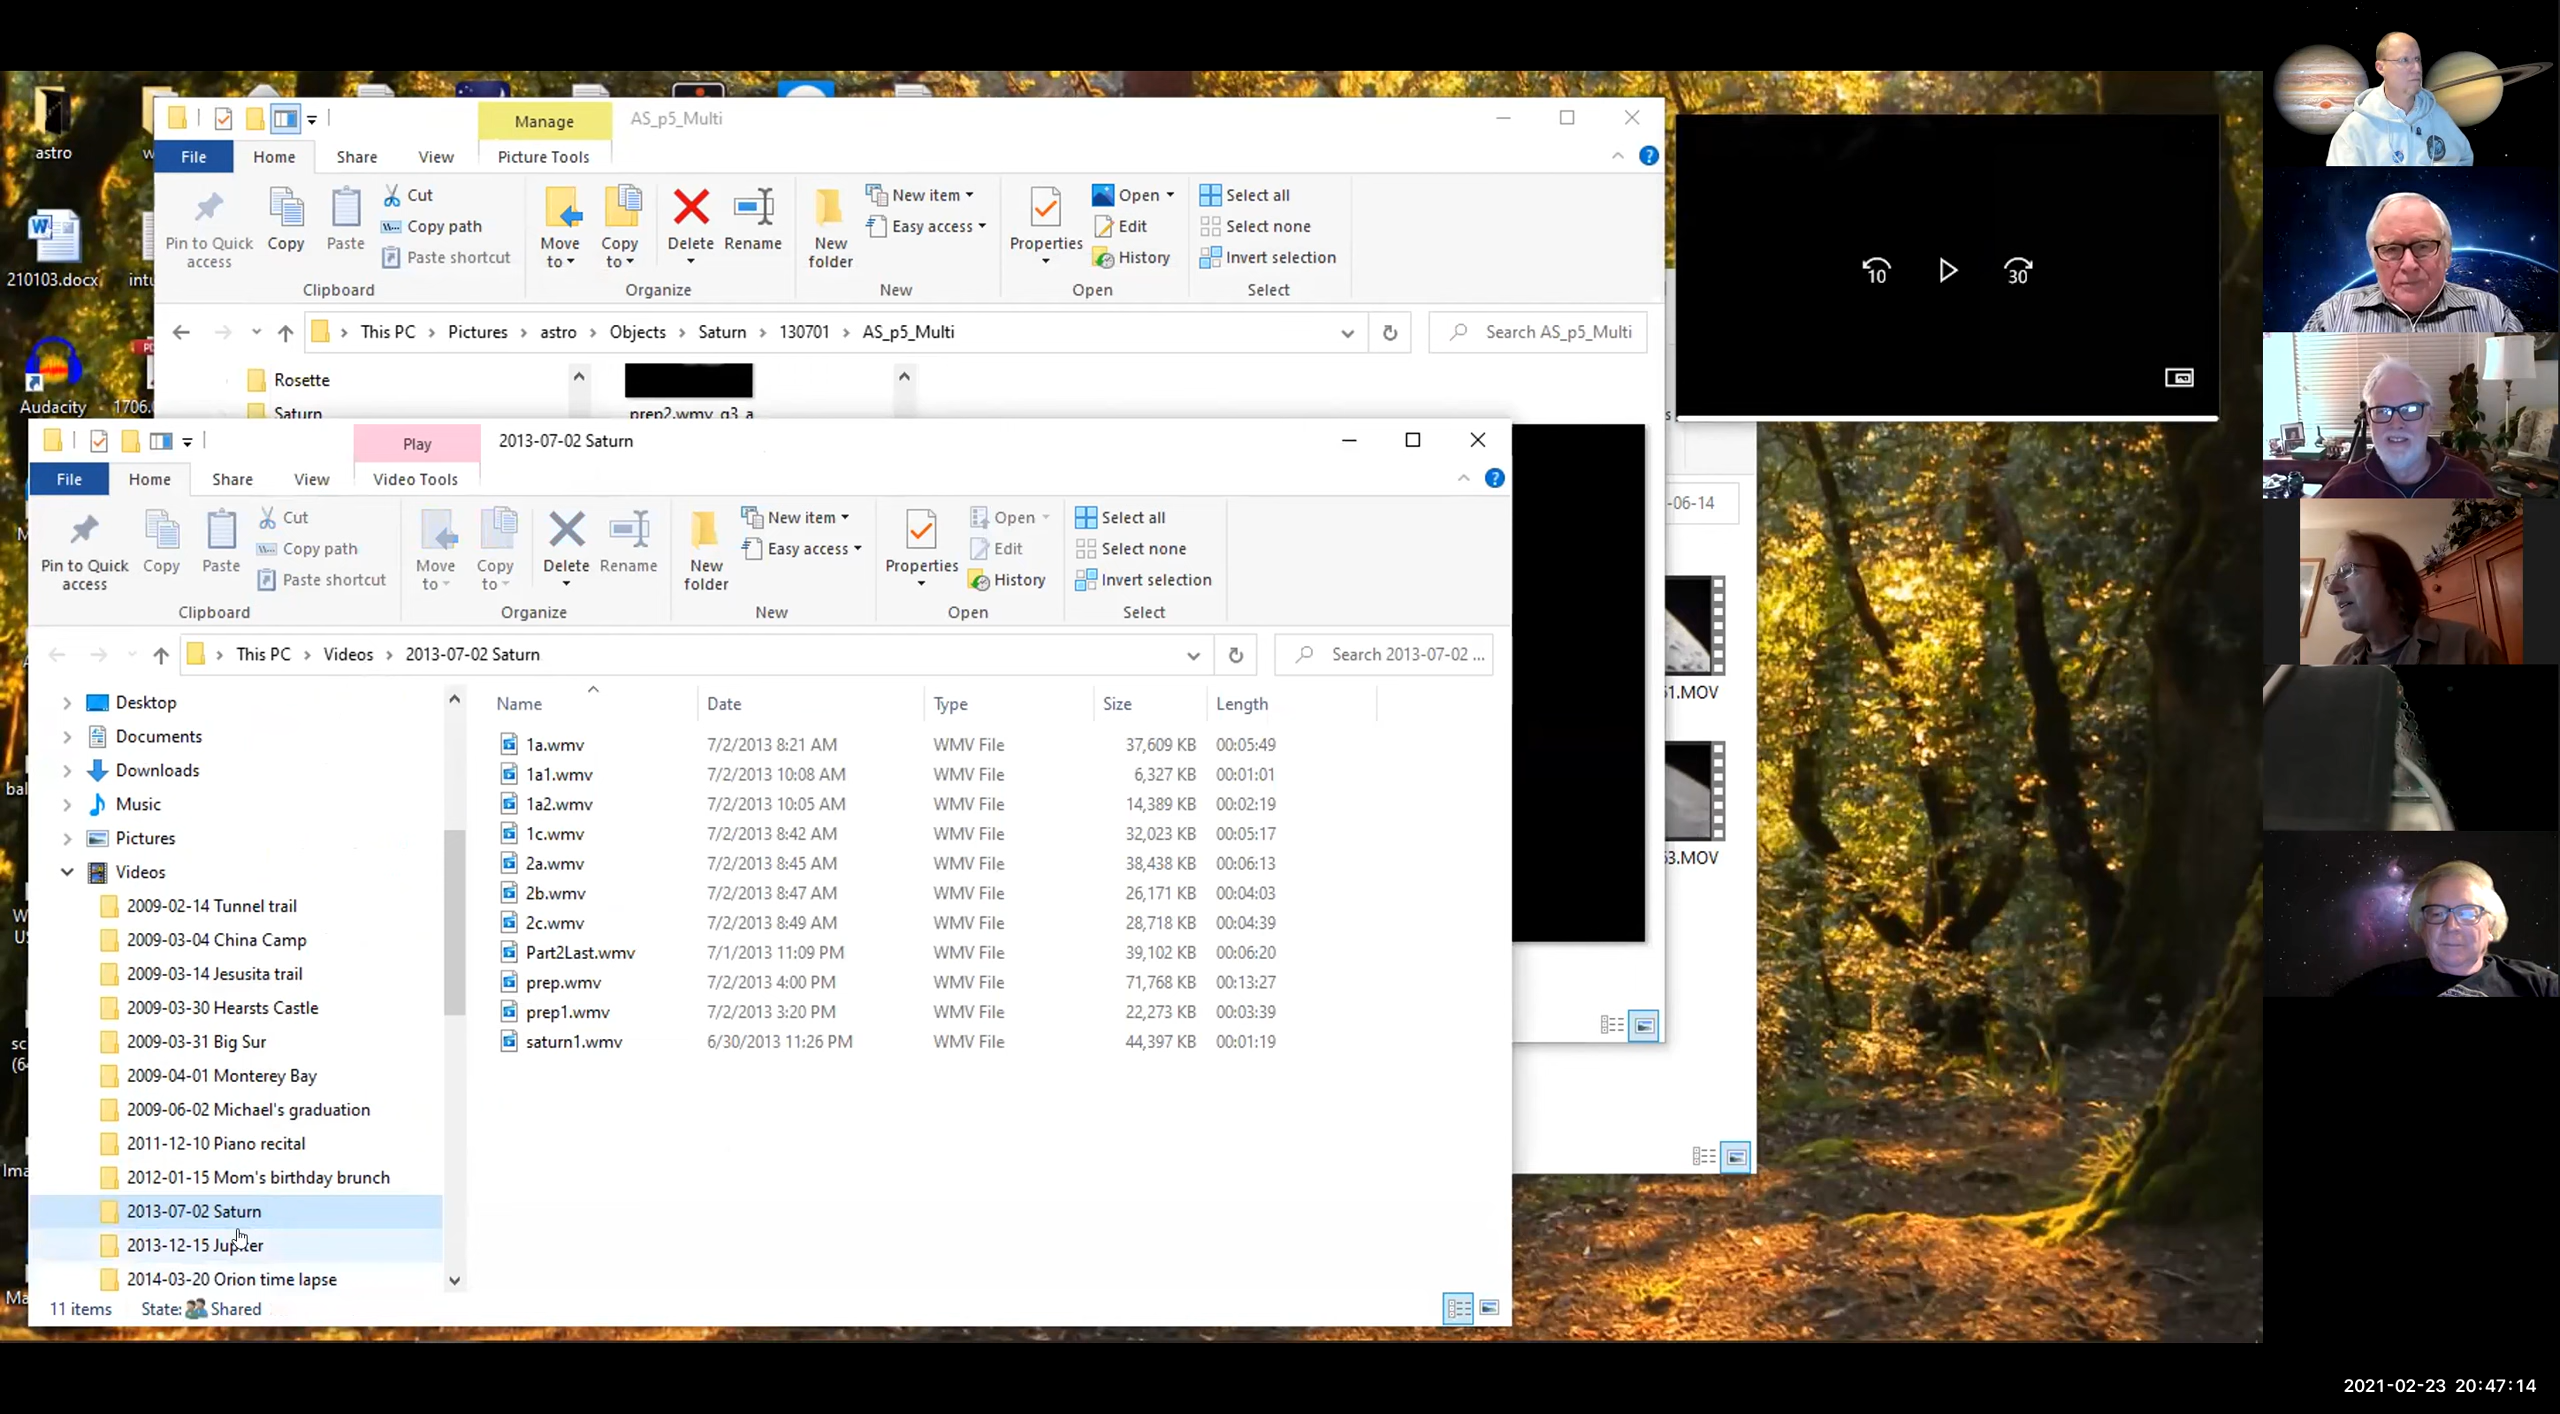 Manage
AS_p5_Multi
File
Home
Share
View
Picture Tools
Pin to Quick access
Copy
Paste
Cut
Copy path
Paste shortcut
Move to
Copy to
Delete
Rename
New folder
New item
Easy access
Properties
Open
Edit
History
Select all
Select none
Invert selection
Clipboard
Organize
New
Open
Select
This PC
Pictures
astro
Objects
Saturn
130701
AS_p5_Multi
Search AS_p5_Multi
Rosette
Saturn
prep2.wmv_g3_a
astro
210103.docx
Audacity
1706.
10
30
-06-14
51.MOV
53.MOV
Play
2013-07-02 Saturn
File
Home
Share
View
Video Tools
Pin to Quick access
Copy
Paste
Cut
Copy path
Paste shortcut
Move to
Copy to
Delete
Rename
New folder
New item
Easy access
Properties
Open
Edit
History
Select all
Select none
Invert selection
Clipboard
Organize
New
Open
Select
This PC
Videos
2013-07-02 Saturn
Search 2013-07-02 ...
Desktop
Documents
Downloads
Music
Pictures
Videos
2009-02-14 Tunnel trail
2009-03-04 China Camp
2009-03-14 Jesusita trail
2009-03-30 Hearsts Castle
2009-03-31 Big Sur
2009-04-01 Monterey Bay
2009-06-02 Michael's graduation
2011-12-10 Piano recital
2012-01-15 Mom's birthday brunch
2013-07-02 Saturn
2013-12-15 Jupiter
2014-03-20 Orion time lapse
Name Date Type Size Length
1a.wmv 7/2/2013 8:21 AM WMV File 37,609 KB 00:05:49
1a1.wmv 7/2/2013 10:08 AM WMV File 6,327 KB 00:01:01
1a2.wmv 7/2/2013 10:05 AM WMV File 14,389 KB 00:02:19
1c.wmv 7/2/2013 8:42 AM WMV File 32,023 KB 00:05:17
2a.wmv 7/2/2013 8:45 AM WMV File 38,438 KB 00:06:13
2b.wmv 7/2/2013 8:47 AM WMV File 26,171 KB 00:04:03
2c.wmv 7/2/2013 8:49 AM WMV File 28,718 KB 00:04:39
Part2Last.wmv 7/1/2013 11:09 PM WMV File 39,102 KB 00:06:20
prep.wmv 7/2/2013 4:00 PM WMV File 71,768 KB 00:13:27
prep1.wmv 7/2/2013 3:20 PM WMV File 22,273 KB 00:03:39
saturn1.wmv 6/30/2013 11:26 PM WMV File 44,397 KB 00:01:19
11 items
State: Shared
2021-02-23 20:47:14